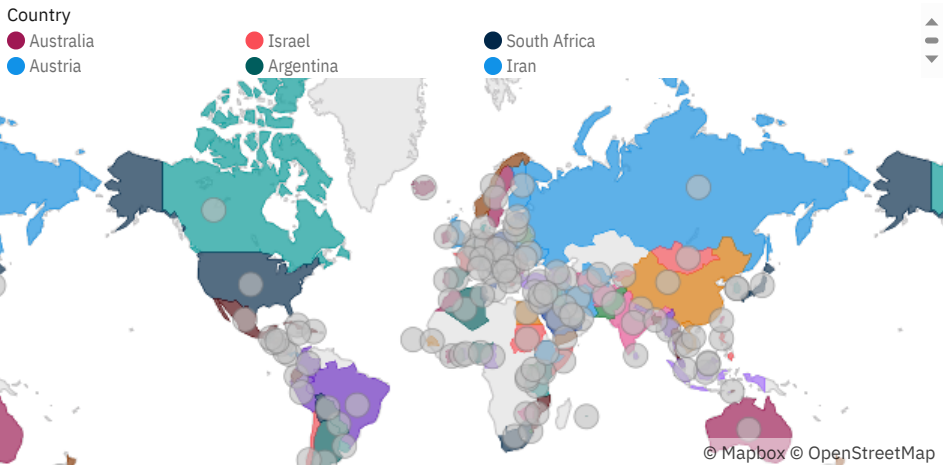 Country
Australia Israel South Africa
Austria Argentina Iran
© Mapbox © OpenStreetMap